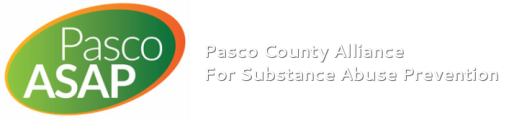 Pasco
ASAP
Pasco County Alliance
For Substance Abuse Prevention